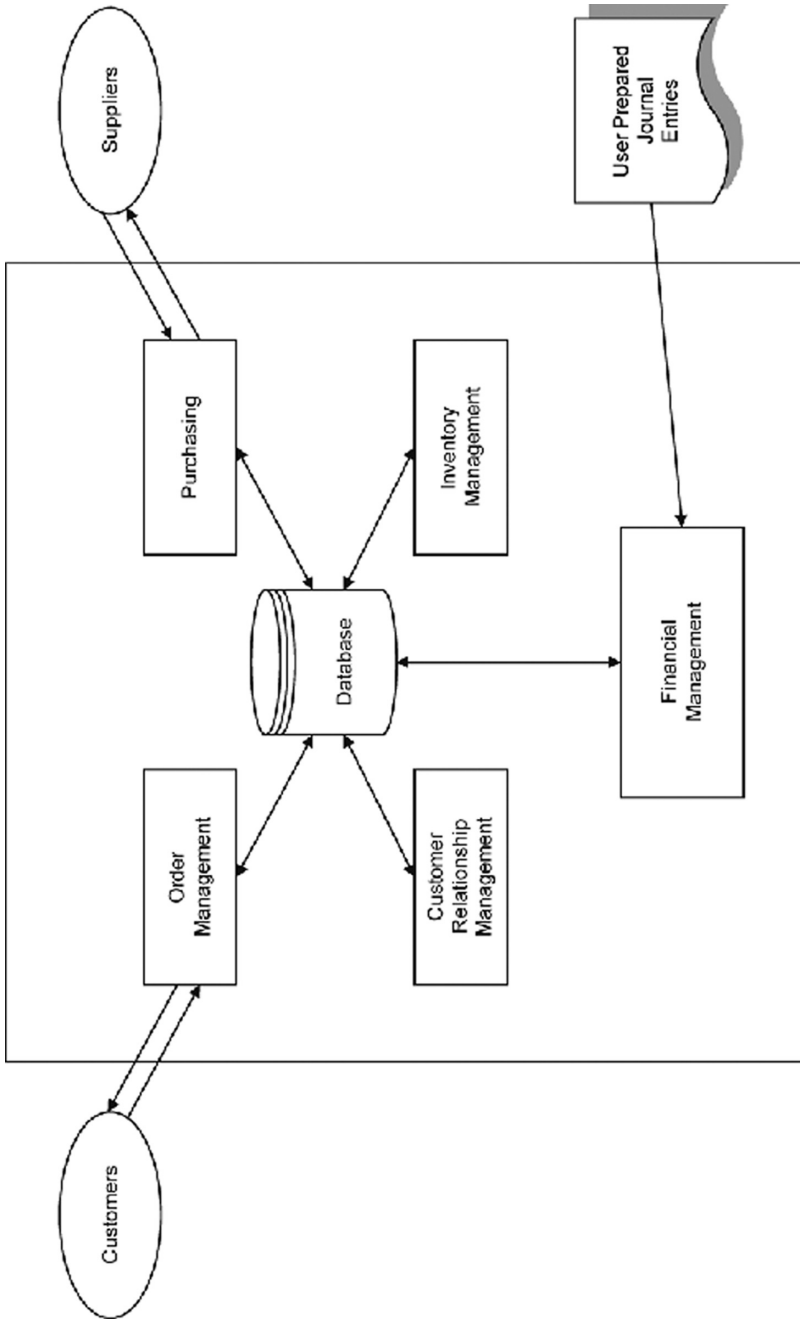 Customers
Suppliers
Order
Management
Purchasing
Database
Customer
Relationship
Management
Inventory
Management
Financial
Management
User Prepared
Journal
Entries